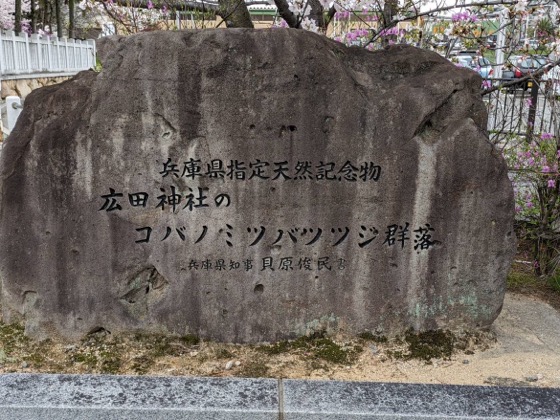 兵庫県指定天然記念物
広田神社の
コバノミツバツツジ群落
兵庫県知事 貝原俊民書